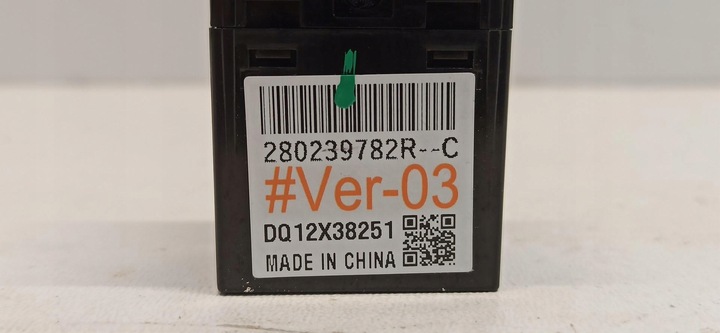 280239782R--C
#Ver-03
DQ12X38251
MADE IN CHINA